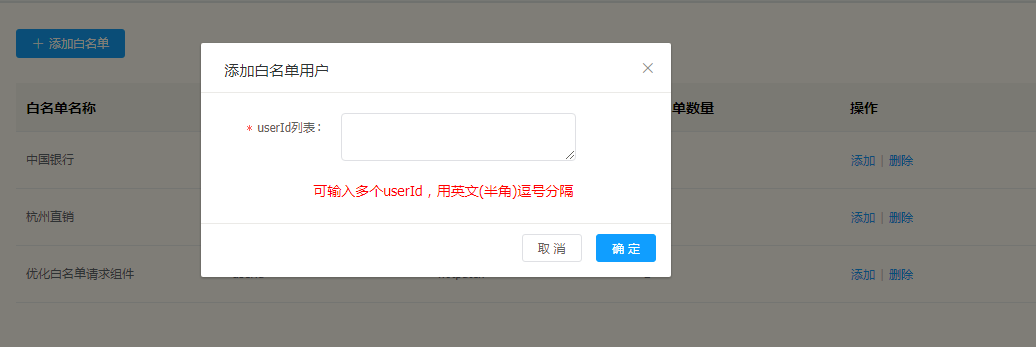 + 添加白名单
添加白名单用户
白名单名称
单数量
操作
* userId列表：
中国银行
添加 | 删除
可输入多个userId，用英文(半角)逗号分隔
杭州直销
添加 | 删除
取 消
确 定
优化白名单请求组件
添加 | 删除